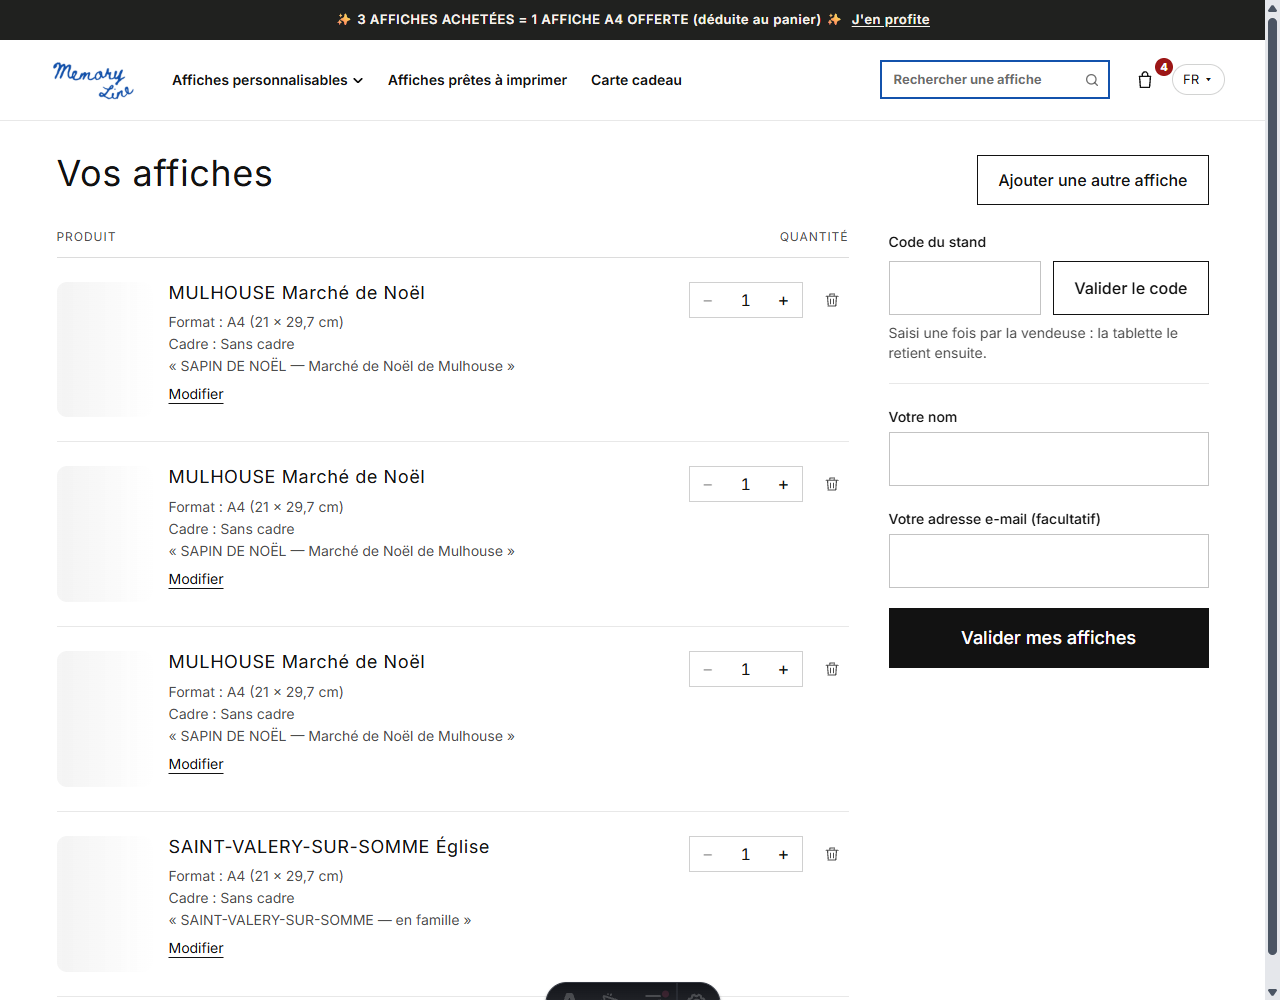 ✨ 3 AFFICHES ACHETÉES = 1 AFFICHE A4 OFFERTE (déduite au panier) ✨ J'en profite
Memory Line
Affiches personnalisables
Affiches prêtes à imprimer
Carte cadeau
Rechercher une affiche
4
FR
Vos affiches
Ajouter une autre affiche
PRODUIT
QUANTITÉ
MULHOUSE Marché de Noël
Format : A4 (21 × 29,7 cm)
Cadre : Sans cadre
« SAPIN DE NOËL — Marché de Noël de Mulhouse »
Modifier
− 1 +
MULHOUSE Marché de Noël
Format : A4 (21 × 29,7 cm)
Cadre : Sans cadre
« SAPIN DE NOËL — Marché de Noël de Mulhouse »
Modifier
− 1 +
MULHOUSE Marché de Noël
Format : A4 (21 × 29,7 cm)
Cadre : Sans cadre
« SAPIN DE NOËL — Marché de Noël de Mulhouse »
Modifier
− 1 +
SAINT-VALERY-SUR-SOMME Église
Format : A4 (21 × 29,7 cm)
Cadre : Sans cadre
« SAINT-VALERY-SUR-SOMME — en famille »
Modifier
− 1 +
Code du stand
Valider le code
Saisi une fois par la vendeuse : la tablette le
retient ensuite.
Votre nom
Votre adresse e-mail (facultatif)
Valider mes affiches